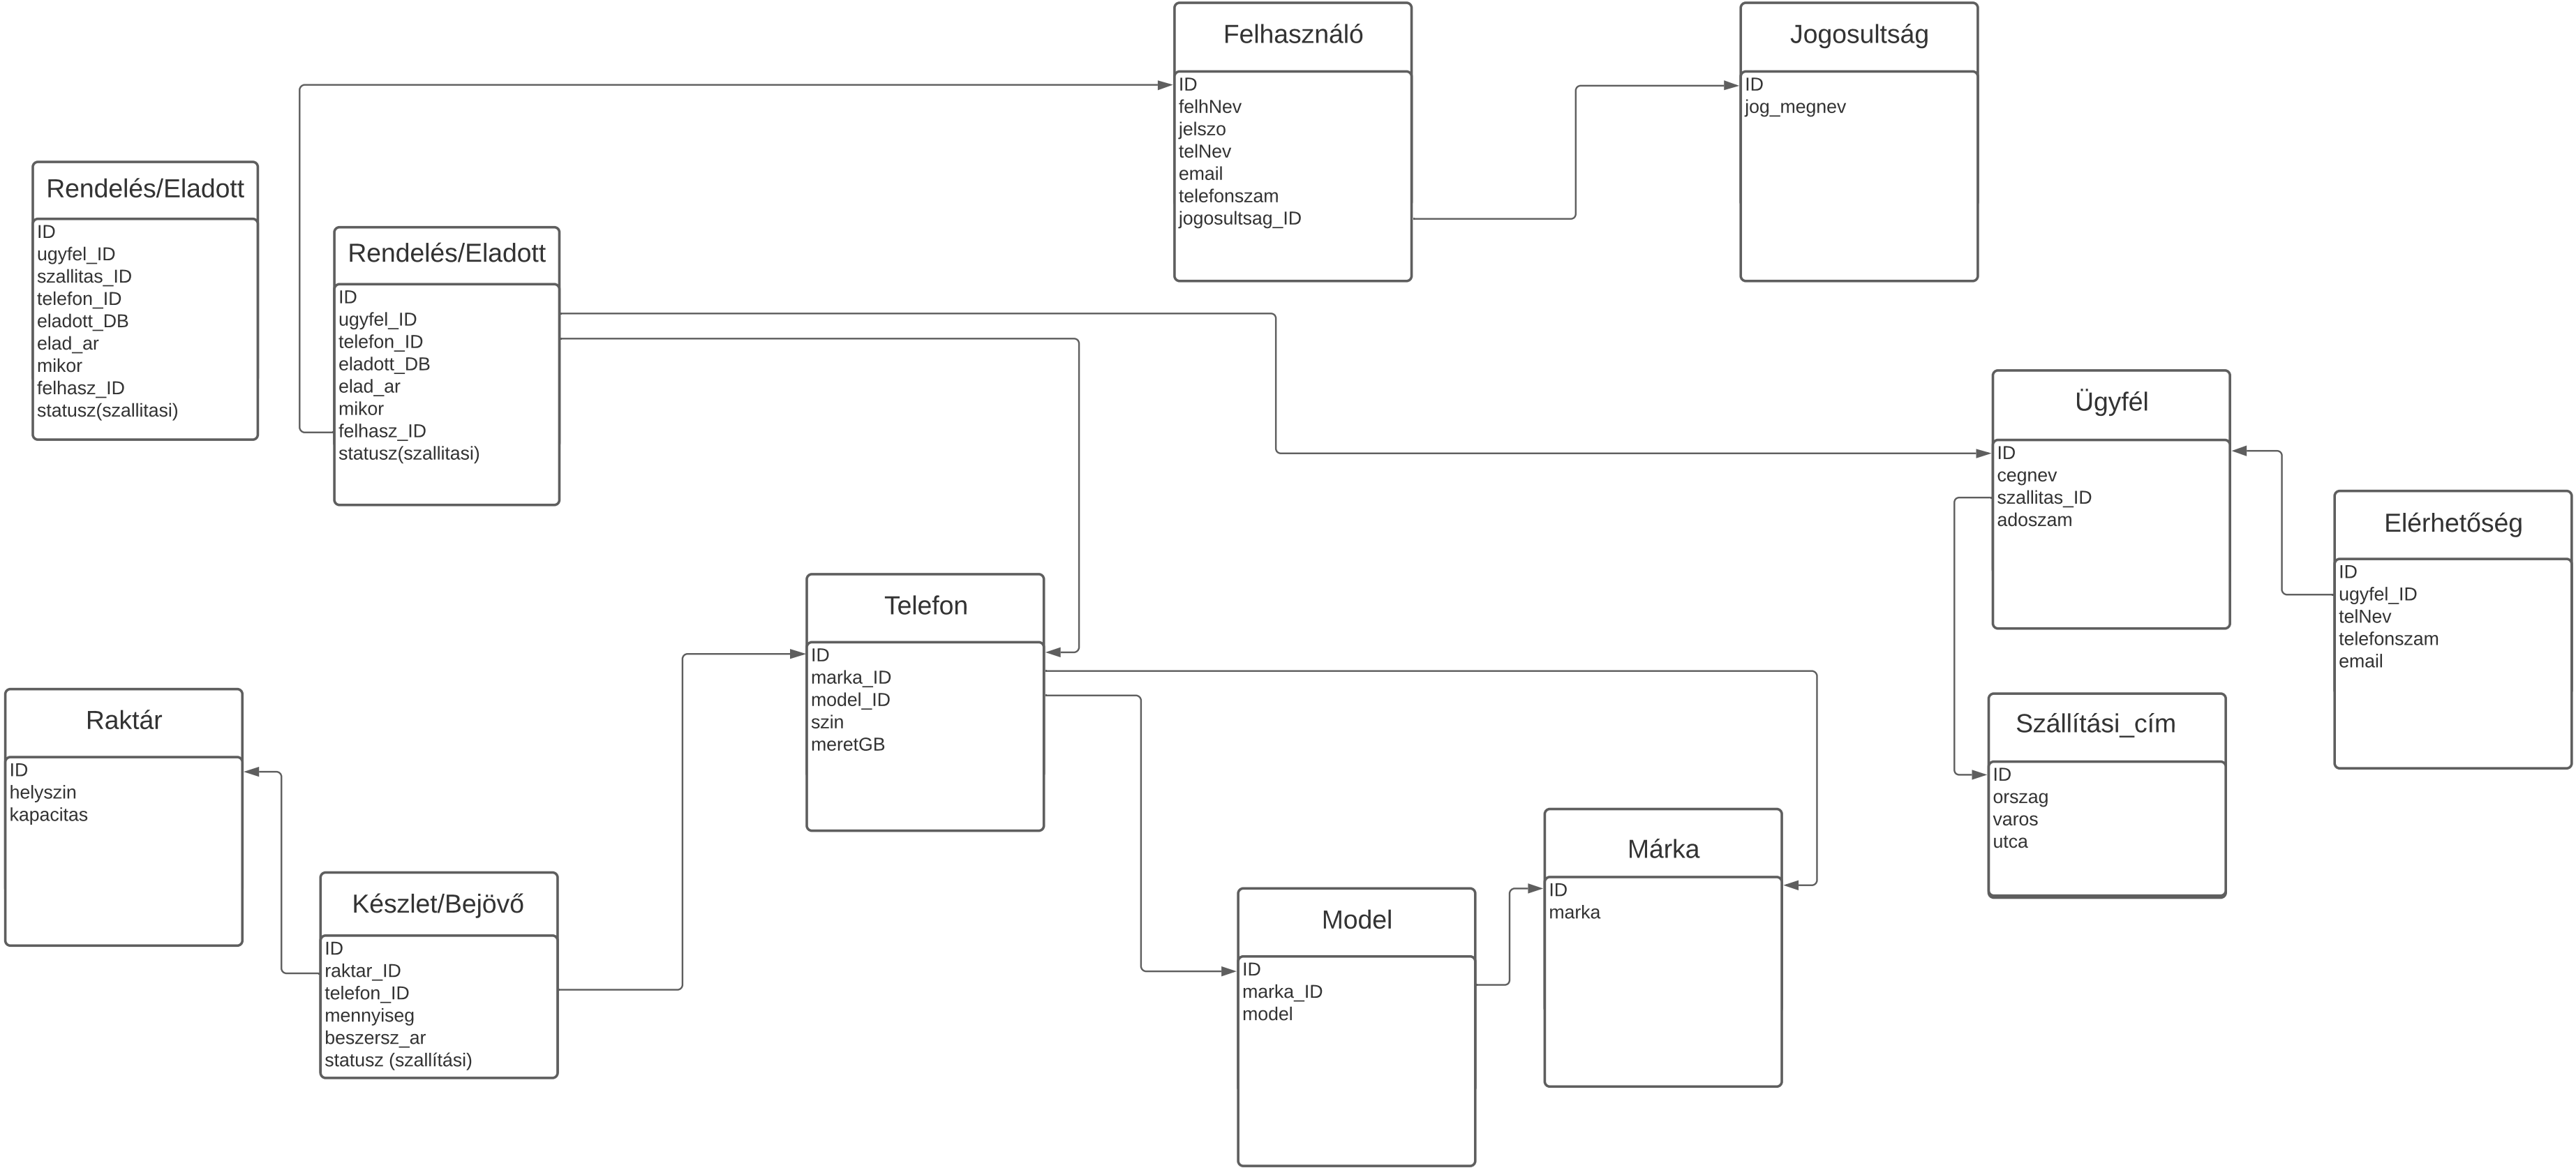 Felhasználó
ID
felhNev
jelszo
telNev
email
telefonszam
jogosultsag_ID
Jogosultság
ID
jog_megnev
Rendelés/Eladott
ID
ugyfel_ID
szallitas_ID
telefon_ID
eladott_DB
elad_ar
mikor
felhasz_ID
statusz(szallitasi)
Rendelés/Eladott
ID
ugyfel_ID
telefon_ID
eladott_DB
elad_ar
mikor
felhasz_ID
statusz(szallitasi)
Ügyfél
ID
cegnev
szallitas_ID
adoszam
Elérhetőség
ID
ugyfel_ID
telNev
telefonszam
email
Telefon
ID
marka_ID
model_ID
szin
meretGB
Raktár
ID
helyszin
kapacitas
Szállítási_cím
ID
orszag
varos
utca
Márka
ID
marka
Készlet/Bejövő
ID
raktar_ID
telefon_ID
mennyiseg
beszersz_ar
statusz (szallítási)
Model
ID
marka_ID
model